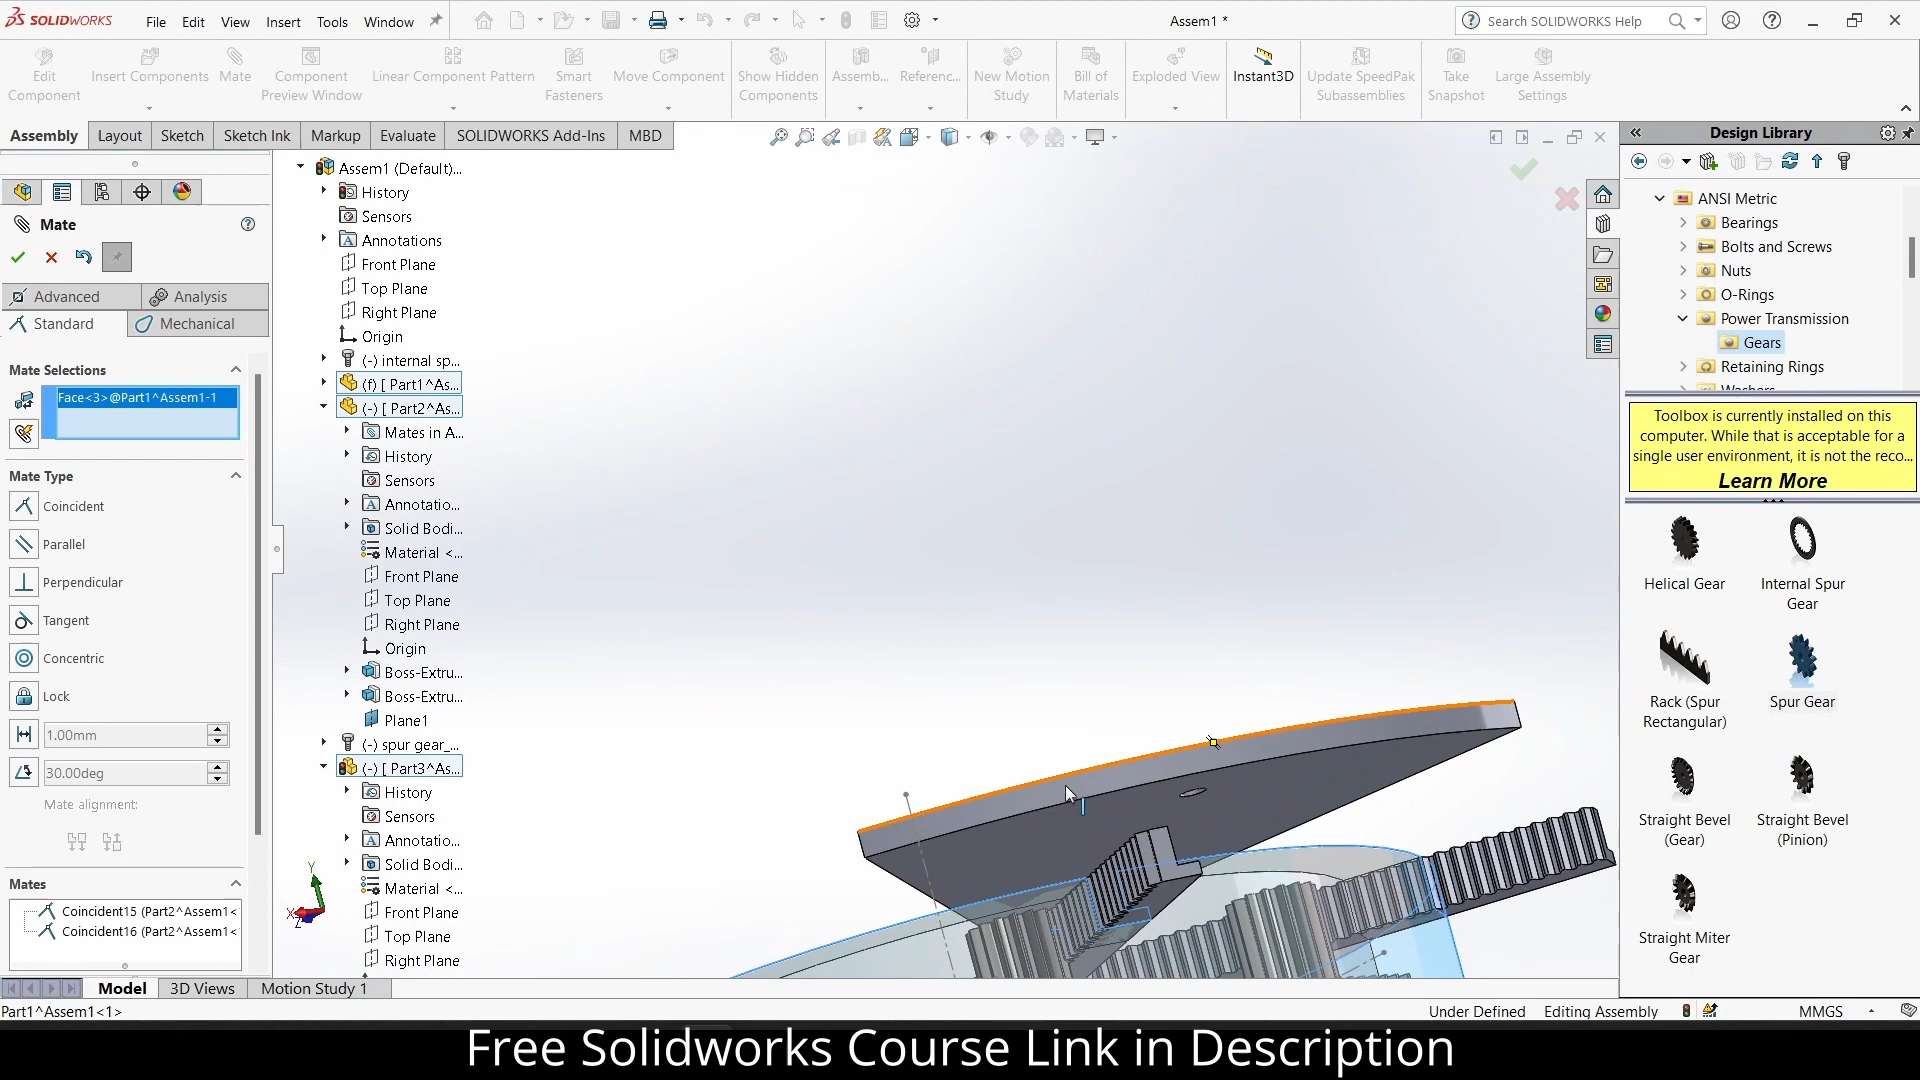 SOLIDWORKS File Edit View Insert Tools Window Assem1 * Search SOLIDWORKS Help
Edit Component
Insert Components
Mate
Component Preview Window
Linear Component Pattern
Smart Fasteners
Move Component
Show Hidden Components
Assemb...
Referenc...
New Motion Study
Bill of Materials
Exploded View
Instant3D
Update SpeedPak Subassemblies
Take Snapshot
Large Assembly Settings
Assembly Layout Sketch Sketch Ink Markup Evaluate SOLIDWORKS Add-Ins MBD
Mate
Advanced Analysis
Standard Mechanical
Mate Selections
Face<3>@Part1^Assem1-1
Mate Type
Coincident
Parallel
Perpendicular
Tangent
Concentric
Lock
1.00mm
30.00deg
Mate alignment:
Mates
Coincident15 (Part2^Assem1<
Coincident16 (Part2^Assem1<
Assem1 (Default)...
History
Sensors
Annotations
Front Plane
Top Plane
Right Plane
Origin
(-) internal sp...
(f) [ Part1^As...
(-) [ Part2^As...
Mates in A...
History
Sensors
Annotatio...
Solid Bodi...
Material <...
Front Plane
Top Plane
Right Plane
Origin
Boss-Extru...
Boss-Extru...
Plane1
(-) spur gear_...
(-) [ Part3^As...
History
Sensors
Annotatio...
Solid Bodi...
Material <...
Front Plane
Top Plane
Right Plane
Y
X
Z
Design Library
ANSI Metric
Bearings
Bolts and Screws
Nuts
O-Rings
Power Transmission
Gears
Retaining Rings
Toolbox is currently installed on this
computer. While that is acceptable for a
single user environment, it is not the reco...
Learn More
Helical Gear
Internal Spur Gear
Rack (Spur Rectangular)
Spur Gear
Straight Bevel (Gear)
Straight Bevel (Pinion)
Straight Miter Gear
Model 3D Views Motion Study 1
Part1^Assem1<1> Under Defined Editing Assembly MMGS
Free Solidworks Course Link in Description